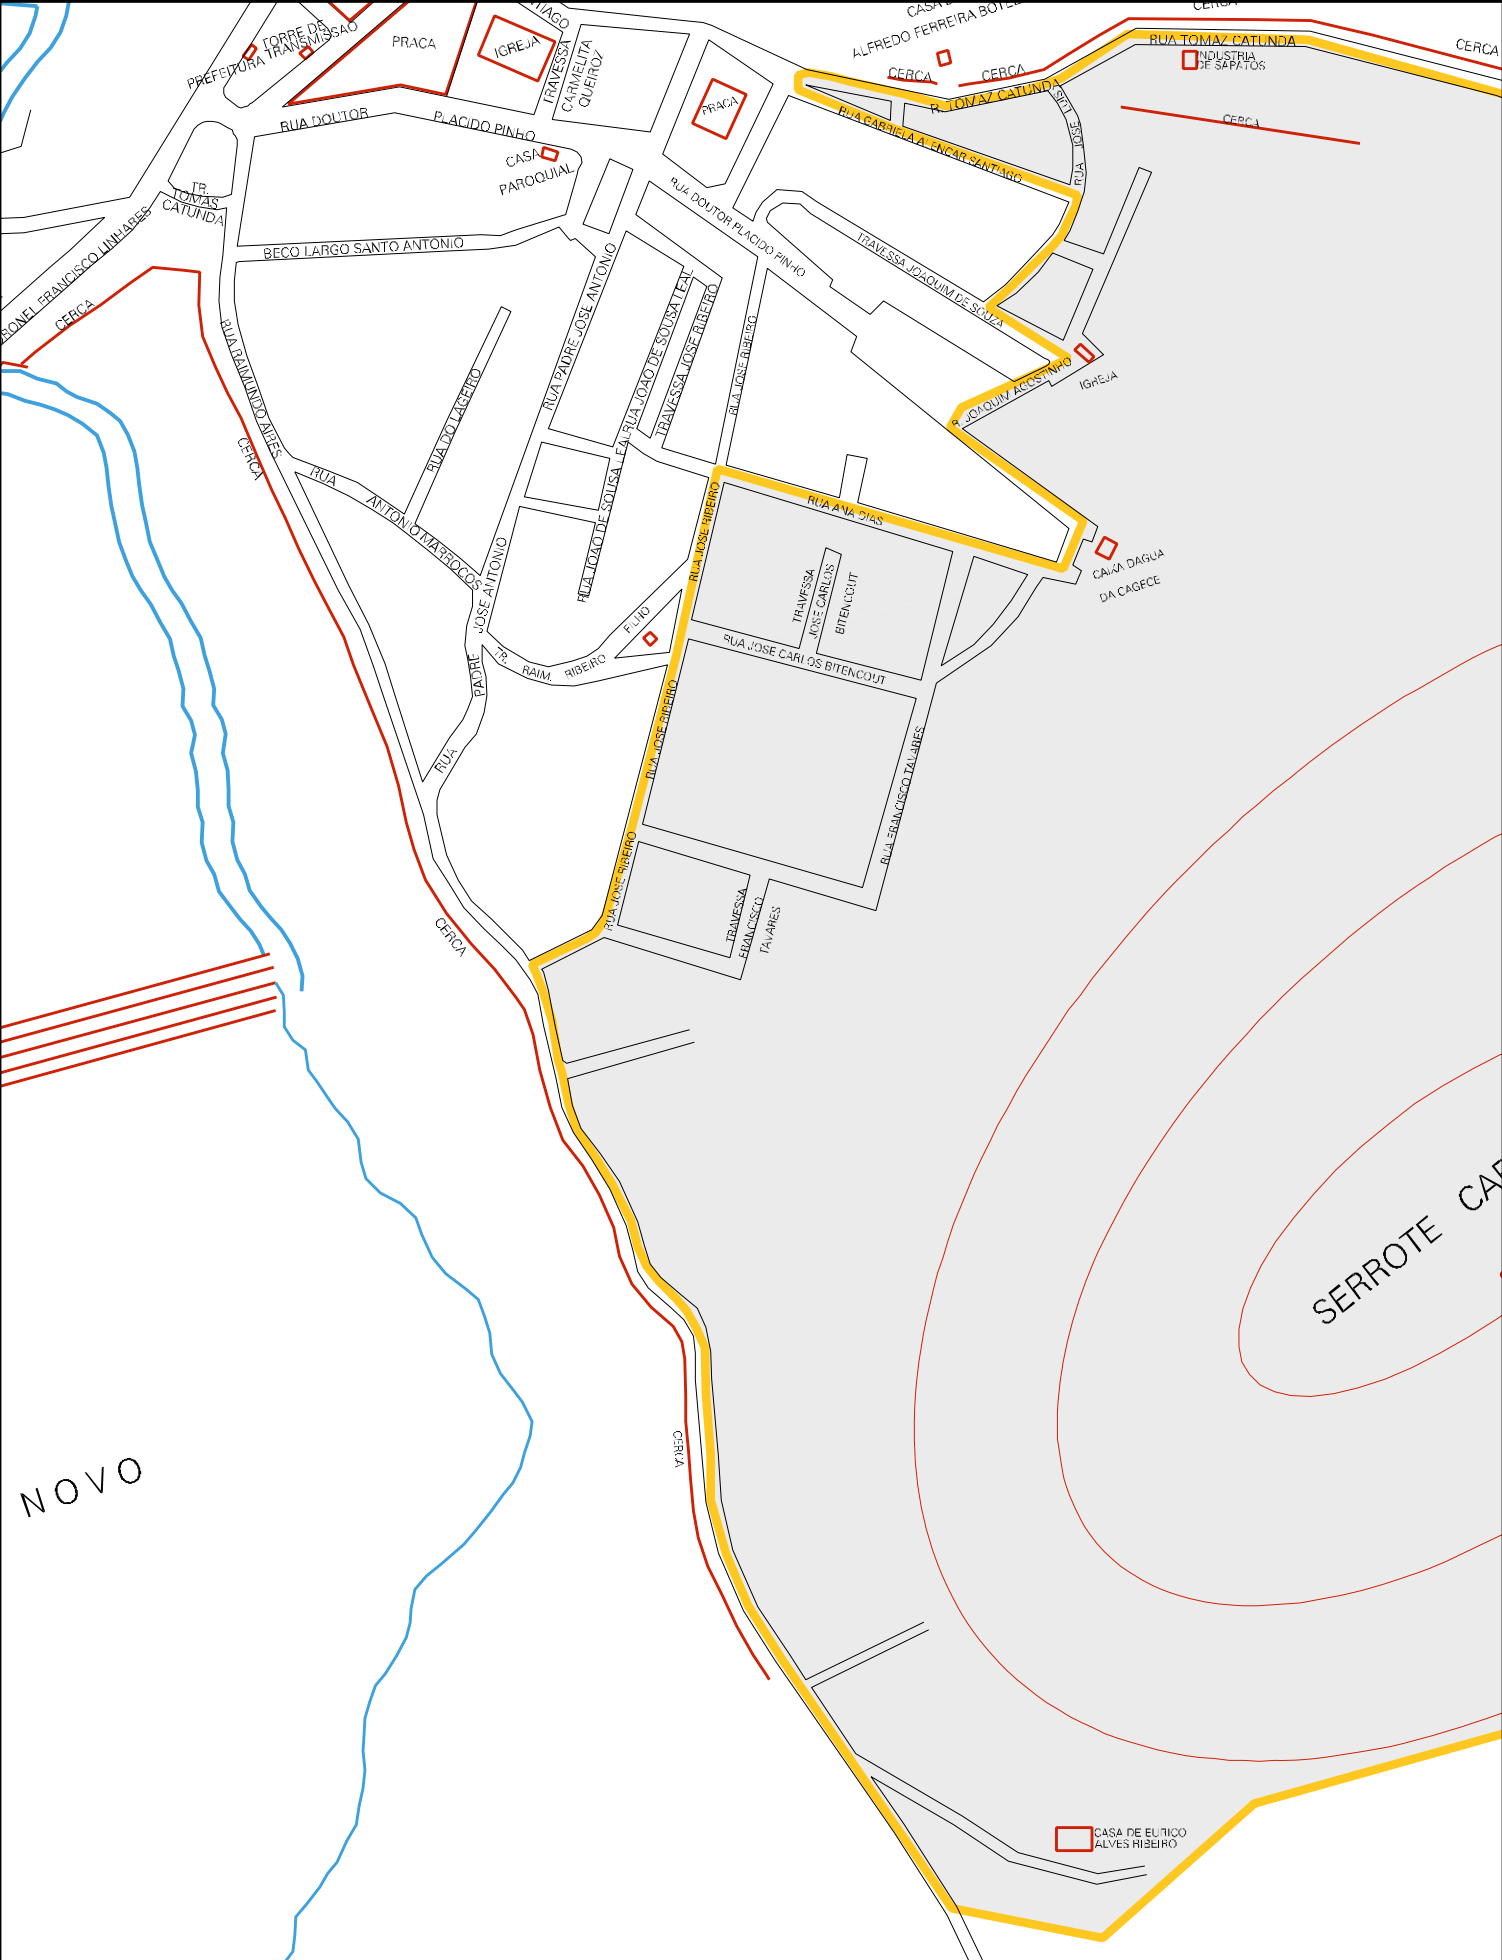 TORRE DE
TRANSMISSAO
PREFEITURA
PRACA
IGREJA
TRAVESSA
CARMELITA
QUEIROZ
ALFREDO FERREIRA
CERCA
CERCA
RUA TOMAZ CATUNDA
INDUSTRIA
DE SAPATOS
CERCA
CERCA
R. TOMAZ CATUNDA
RUA GABRIELA ALENCAR SANTIAGO
RUA JOSE LUIS
PRACA
RUA DOUTOR PLACIDO PINHO
CASA
PAROQUIAL
TR.
TOMAS
CATUNDA
BECO LARGO SANTO ANTONIO
FRANCISCO LINHARES
CERCA
RUA DOUTOR PLACIDO PINHO
TRAVESSA JOAQUIM DE SOUZA
R. JOAQUIM AGOSTINHO
IGREJA
RUA RAIMUNDO AIRES
CERCA
RUA ANTONIO MARROCOS
RUA DO LAGEIRO
RUA PADRE JOSE ANTONIO
RUA JOAO DE SOUSA LEAL
TRAVESSA JOSE RIBEIRO
RUA JOSE RIBEIRO
RUA JOAO DE SOUSA LEAL
RUA ANA DIAS
RUA JOSE RIBEIRO
CAIXA DAGUA
DA CAGECE
TRAVESSA
JOSE CARLOS
BITENCOUT
RUA JOSE CARLOS BITENCOUT
TR. RAIM. RIBEIRO FILHO
RUA PADRE JOSE ANTONIO
RUA JOSE RIBEIRO
RUA FRANCISCO TAVARES
RUA JOSE RIBEIRO
TRAVESSA
FRANCISCO
TAVARES
CERCA
SERROTE
NOVO
CERCA
CASA DE EURICO
ALVES RIBEIRO